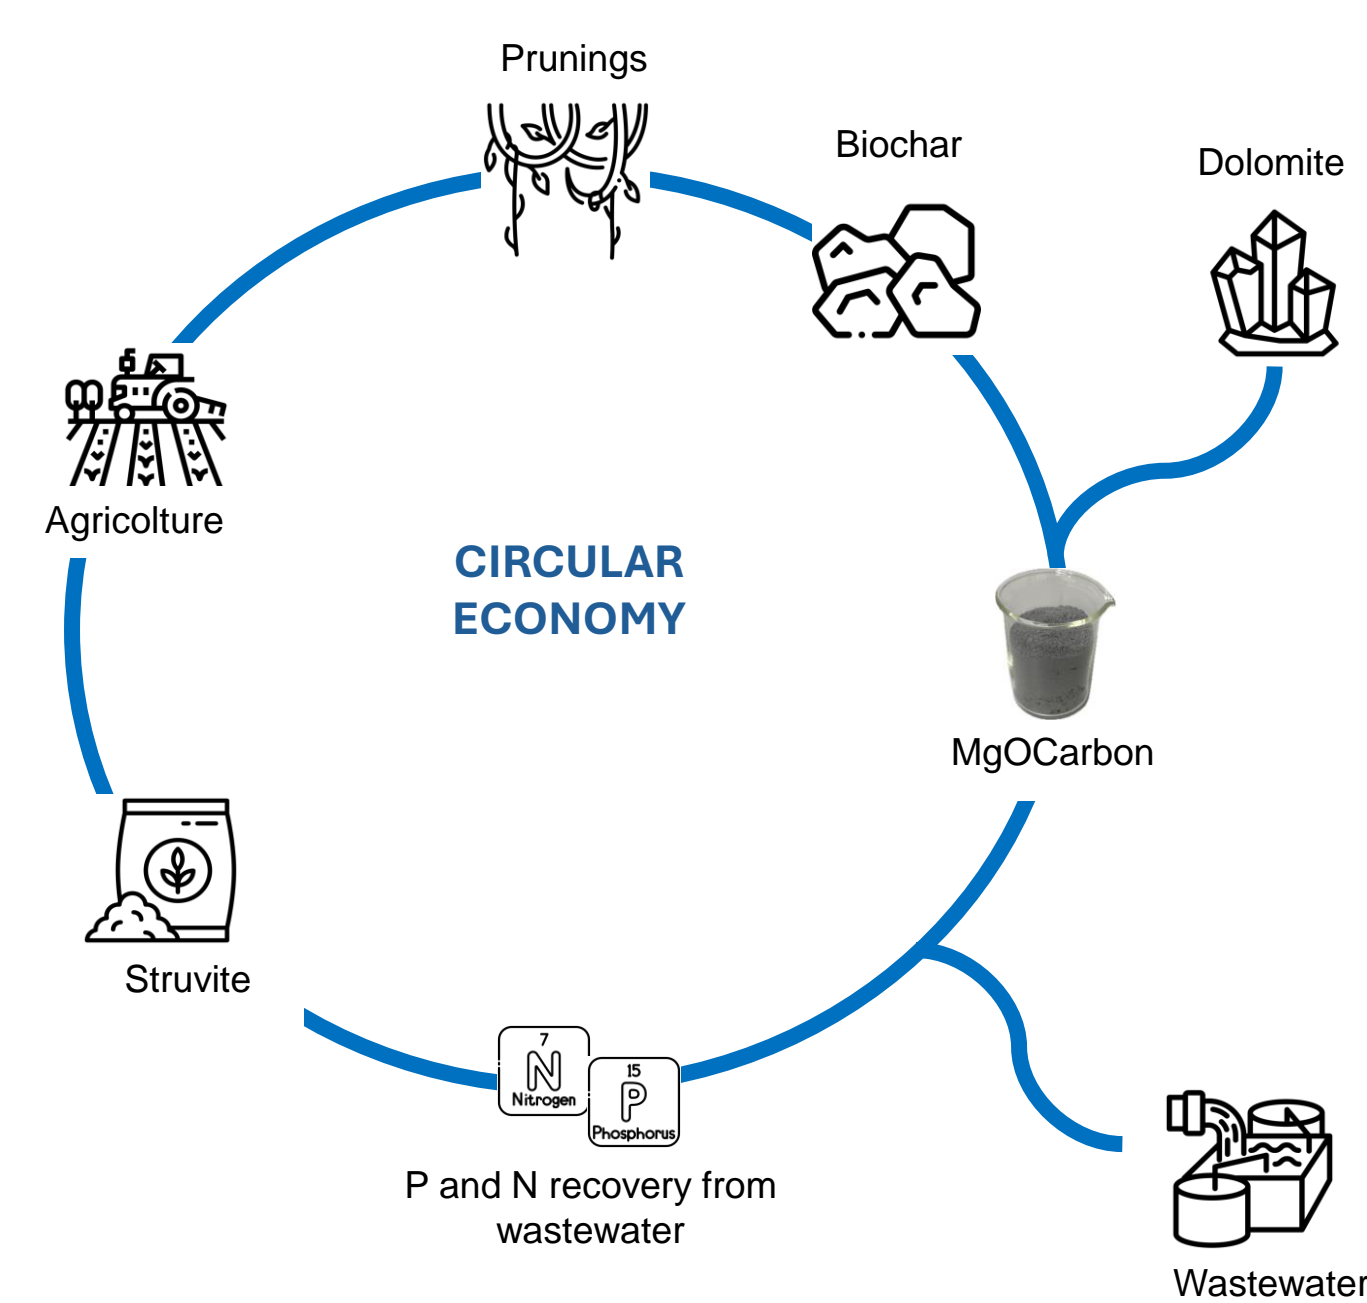 Prunings
Biochar
Dolomite
Agricolture
CIRCULAR
ECONOMY
MgOCarbon
Struvite
7
N
Nitrogen
15
P
Phosphorus
P and N recovery from
wastewater
Wastewater